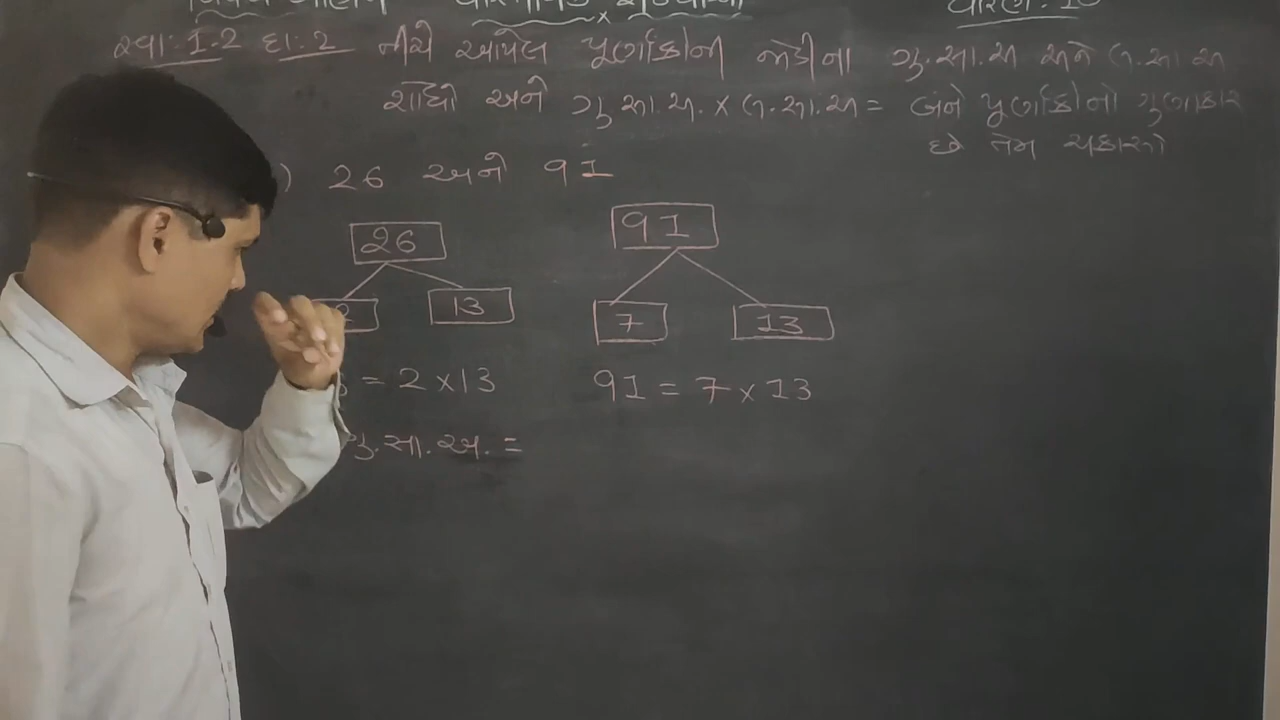 સ્વા: 1.2 દા: 2 નીચે આપેલ પૂર્ણાંકોની જોડીના ગુ.સા.અ અને લ.સા.અ
શોધો અને ગુ.સા.અ. × લ.સા.અ = બંને પૂર્ણાંકોનો ગુણાકાર
છે તેમ ચકાસો
) 26 અને 91
26 91
2 13 7 13
= 2 × 13 91 = 7 × 13
ગુ.સા.અ. =